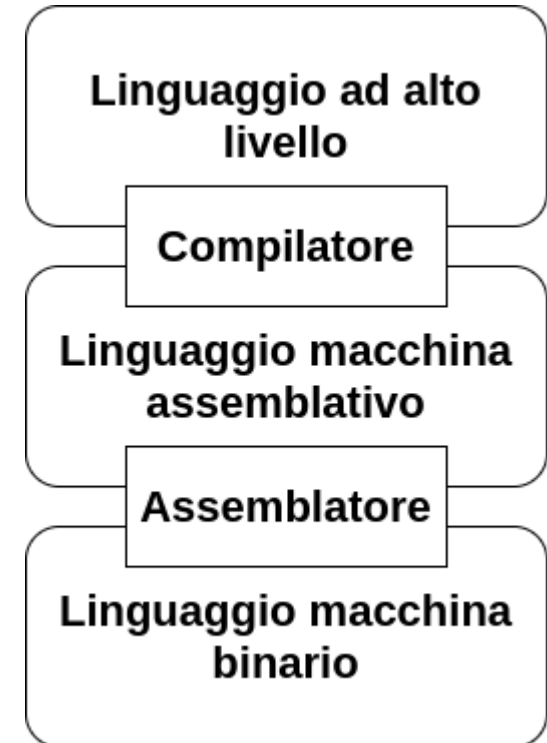 Linguaggio ad alto
livello
Compilatore
Linguaggio macchina
assemblativo
Assemblatore
Linguaggio macchina
binario